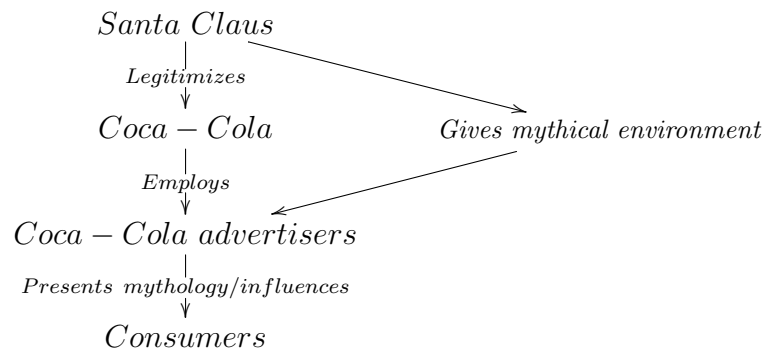 Santa Claus
Legitimizes
Coca – Cola
Gives mythical environment
Employs
Coca – Cola advertisers
Presents mythology/influences
Consumers